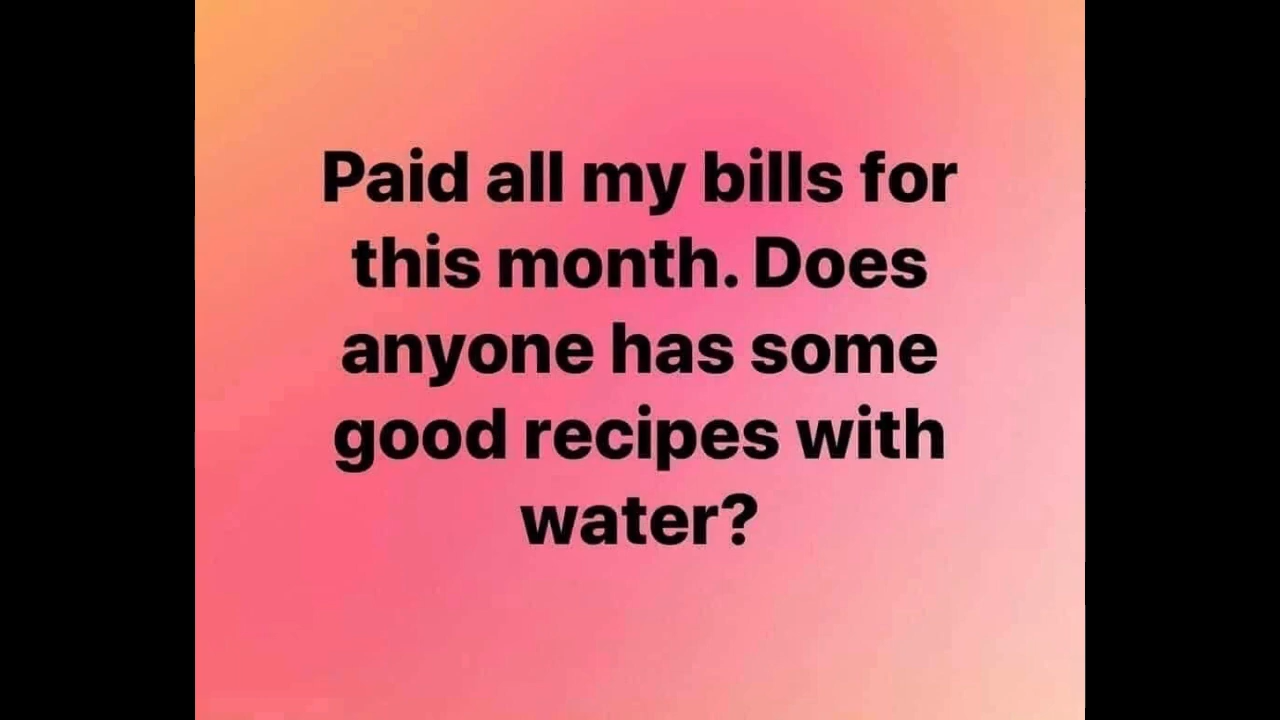 Paid all my bills for
this month. Does
anyone has some
good recipes with
water?